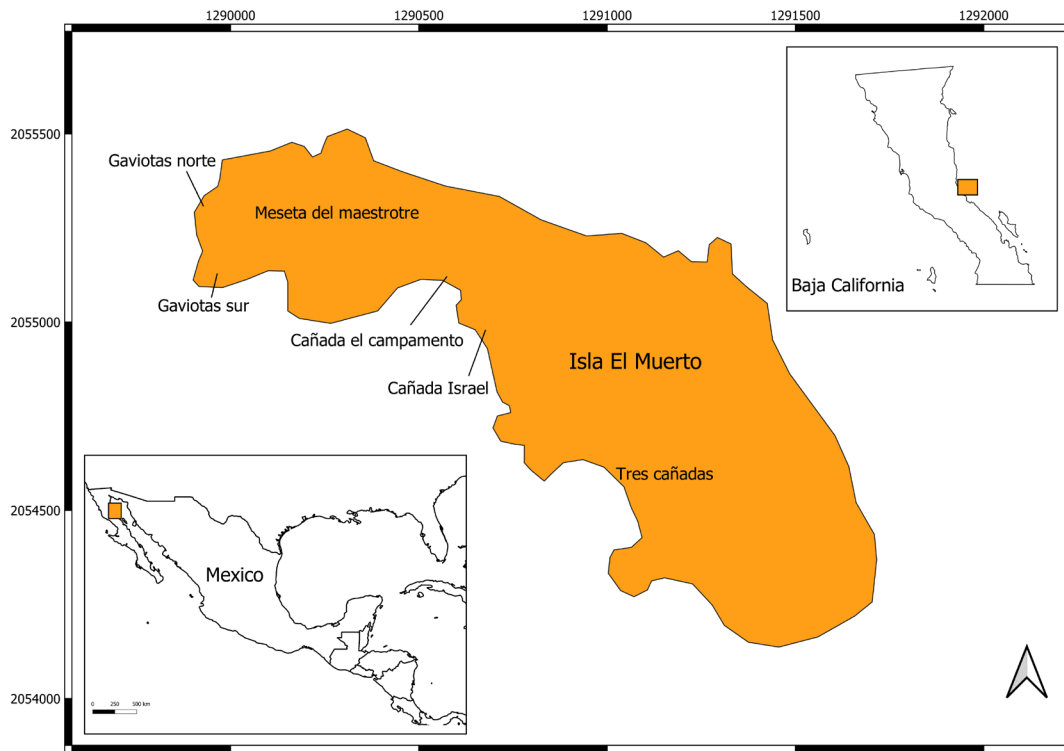 1290000
1290500
1291000
1291500
1292000
2055500
2055000
2054500
2054000
Gaviotas norte
Meseta del maestrotre
Gaviotas sur
Cañada el campamento
Cañada Israel
Isla El Muerto
Tres cañadas
Baja California
Mexico
0 250 500 km